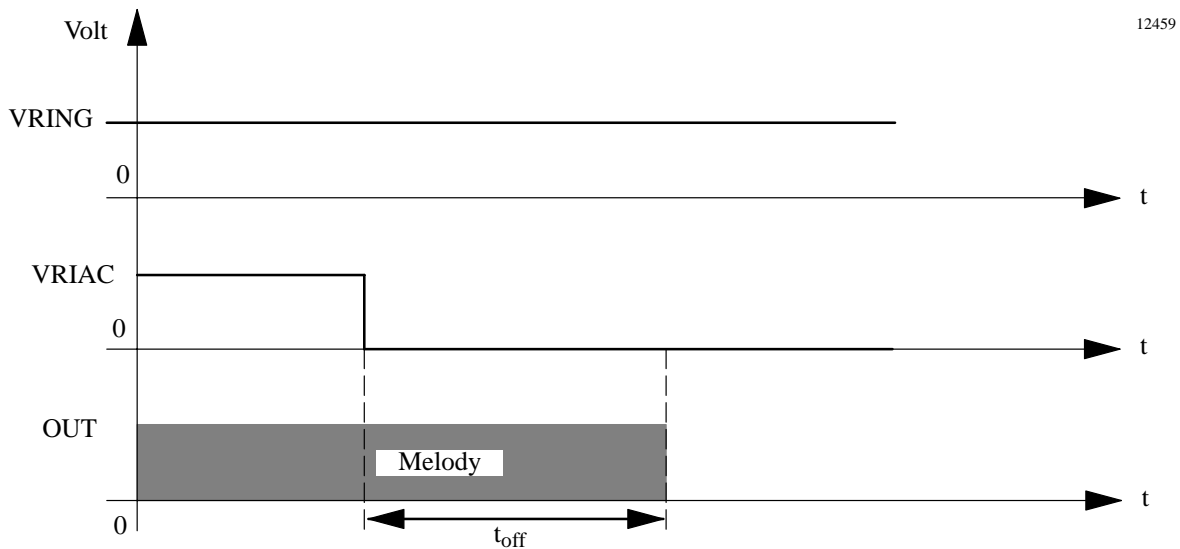 12459
Volt
VRING
0
t
VRIAC
0
t
OUT
Melody
0
t
toff